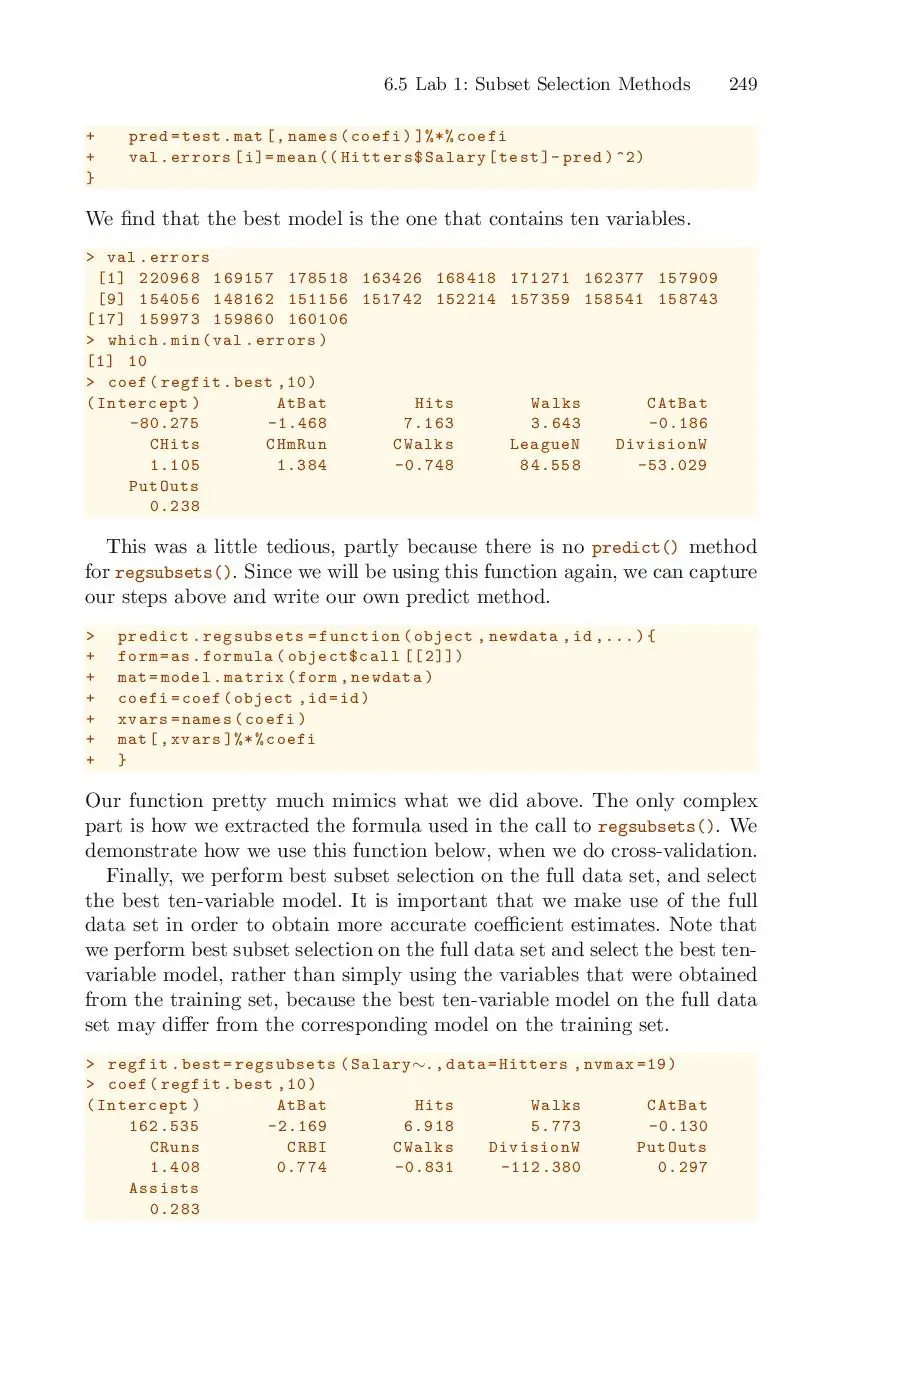 6.5 Lab 1: Subset Selection Methods 249
+ pred=test.mat[,names(coefi)]%*%coefi
+ val.errors[i]=mean((Hitters$Salary[test]-pred)^2)
}
We find that the best model is the one that contains ten variables.
> val.errors
[1] 220968 169157 178518 163426 168418 171271 162377 157909
[9] 154056 148162 151156 151742 152214 157359 158541 158743
[17] 159973 159860 160106
> which.min(val.errors)
[1] 10
> coef(regfit.best,10)
(Intercept) AtBat Hits Walks CAtBat
-80.275 -1.468 7.163 3.643 -0.186
CHits CHmRun CWalks LeagueN DivisionW
1.105 1.384 -0.748 84.558 -53.029
PutOuts
0.238
This was a little tedious, partly because there is no predict() method
for regsubsets(). Since we will be using this function again, we can capture
our steps above and write our own predict method.
> predict.regsubsets=function(object,newdata,id,...){
+ form=as.formula(object$call[[2]])
+ mat=model.matrix(form,newdata)
+ coefi=coef(object,id=id)
+ xvars=names(coefi)
+ mat[,xvars]%*%coefi
+ }
Our function pretty much mimics what we did above. The only complex
part is how we extracted the formula used in the call to regsubsets(). We
demonstrate how we use this function below, when we do cross-validation.
Finally, we perform best subset selection on the full data set, and select
the best ten-variable model. It is important that we make use of the full
data set in order to obtain more accurate coefficient estimates. Note that
we perform best subset selection on the full data set and select the best ten-
variable model, rather than simply using the variables that were obtained
from the training set, because the best ten-variable model on the full data
set may differ from the corresponding model on the training set.
> regfit.best=regsubsets(Salary∼.,data=Hitters,nvmax=19)
> coef(regfit.best,10)
(Intercept) AtBat Hits Walks CAtBat
162.535 -2.169 6.918 5.773 -0.130
CRuns CRBI CWalks DivisionW PutOuts
1.408 0.774 -0.831 -112.380 0.297
Assists
0.283